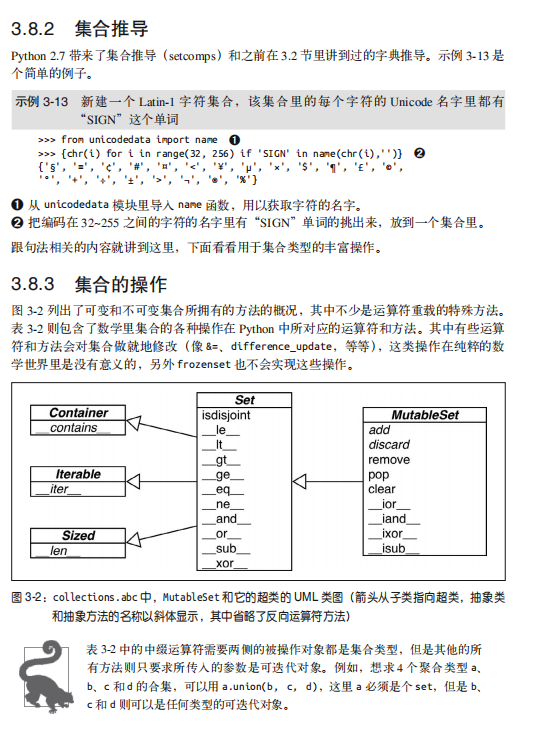 3.8.2 集合推导
Python 2.7 带来了集合推导（setcomps）和之前在 3.2 节里讲到过的字典推导。示例 3-13 是
个简单的例子。
示例 3-13 新建一个 Latin-1 字符集合，该集合里的每个字符的 Unicode 名字里都有
“SIGN”这个单词
>>> from unicodedata import name ❶
>>> {chr(i) for i in range(32, 256) if 'SIGN' in name(chr(i),'')} ❷
{'§', '=', '¢', '#', '¤', '<', '¥', 'µ', '×', '$', '¶', '£', '©',
'°', '+', '÷', '±', '>', '¬', '®', '%'}
❶ 从 unicodedata 模块里导入 name 函数，用以获取字符的名字。
❷ 把编码在 32~255 之间的字符的名字里有“SIGN”单词的挑出来，放到一个集合里。
跟句法相关的内容就讲到这里，下面看看用于集合类型的丰富操作。
3.8.3 集合的操作
图 3-2 列出了可变和不可变集合所拥有的方法的概况，其中不少是运算符重载的特殊方法。
表 3-2 则包含了数学里集合的各种操作在 Python 中所对应的运算符和方法。其中有些运算
符和方法会对集合做就地修改（像 &=、difference_update，等等），这类操作在纯粹的数
学世界里是没有意义的，另外 frozenset 也不会实现这些操作。
Container
__contains__
Iterable
__iter__
Sized
__len__
Set
isdisjoint
__le__
__lt__
__gt__
__ge__
__eq__
__ne__
__and__
__or__
__sub__
__xor__
MutableSet
add
discard
remove
pop
clear
__ior__
__iand__
__ixor__
__isub__
图 3-2：collections.abc 中，MutableSet 和它的超类的 UML 类图（箭头从子类指向超类，抽象类
和抽象方法的名称以斜体显示，其中省略了反向运算符方法）
表 3-2 中的中缀运算符需要两侧的被操作对象都是集合类型，但是其他的所
有方法则只要求所传入的参数是可迭代对象。例如，想求 4 个聚合类型 a、
b、c 和 d 的合集，可以用 a.union(b, c, d)，这里 a 必须是个 set，但是 b、
c 和 d 则可以是任何类型的可迭代对象。